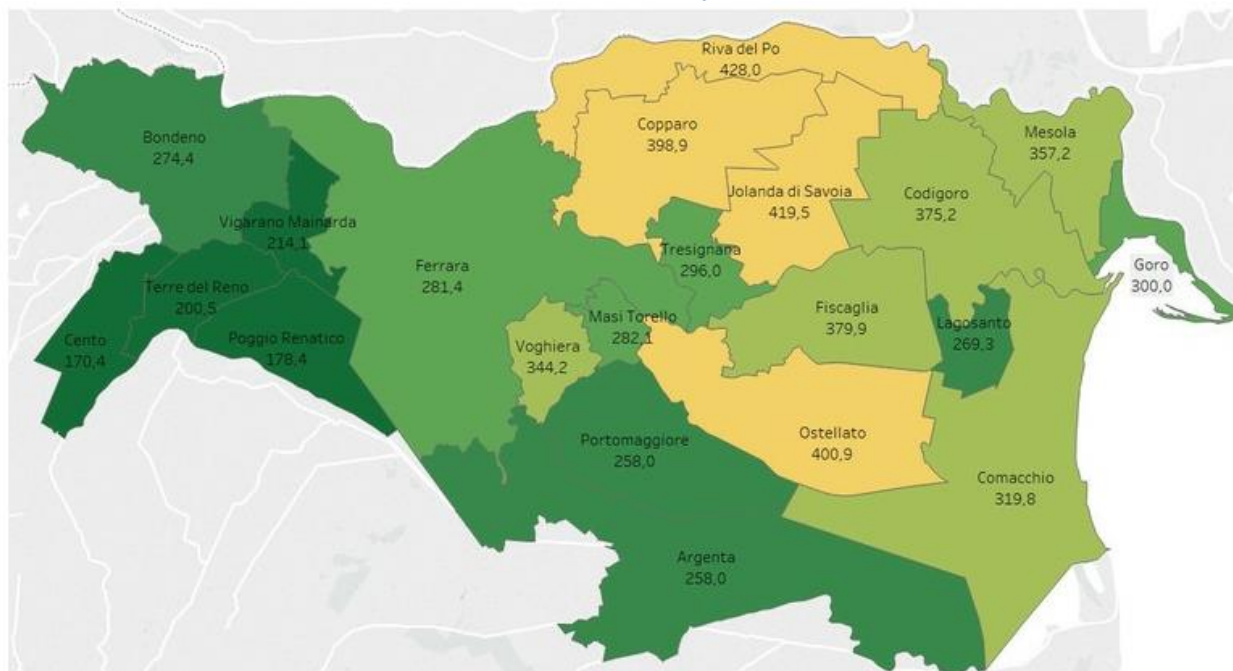 Riva del Po
428,0
Bondeno
274,4
Copparo
398,9
Mesola
357,2
Vigarano Mainarda
214,1
Jolanda di Savoia
419,5
Codigoro
375,2
Tresignana
296,0
Ferrara
281,4
Goro
300,0
Terre del Reno
200,5
Fiscaglia
379,9
Masi Torello
282,1
Lagosanto
269,3
Cento
170,4
Poggio Renatico
178,4
Voghiera
344,2
Portomaggiore
258,0
Ostellato
400,9
Comacchio
319,8
Argenta
258,0